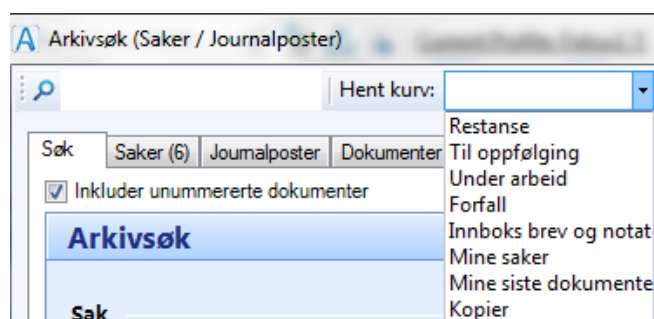 Arkivsøk (Saker / Journalposter)
Hent kurv:
Restanse
Til oppfølging
Under arbeid
Forfall
Innboks brev og notat
Mine saker
Mine siste dokumente
Kopier
Søk Saker (6) Journalposter Dokumenter
Inkluder unummererte dokumenter
Arkivsøk
Sak